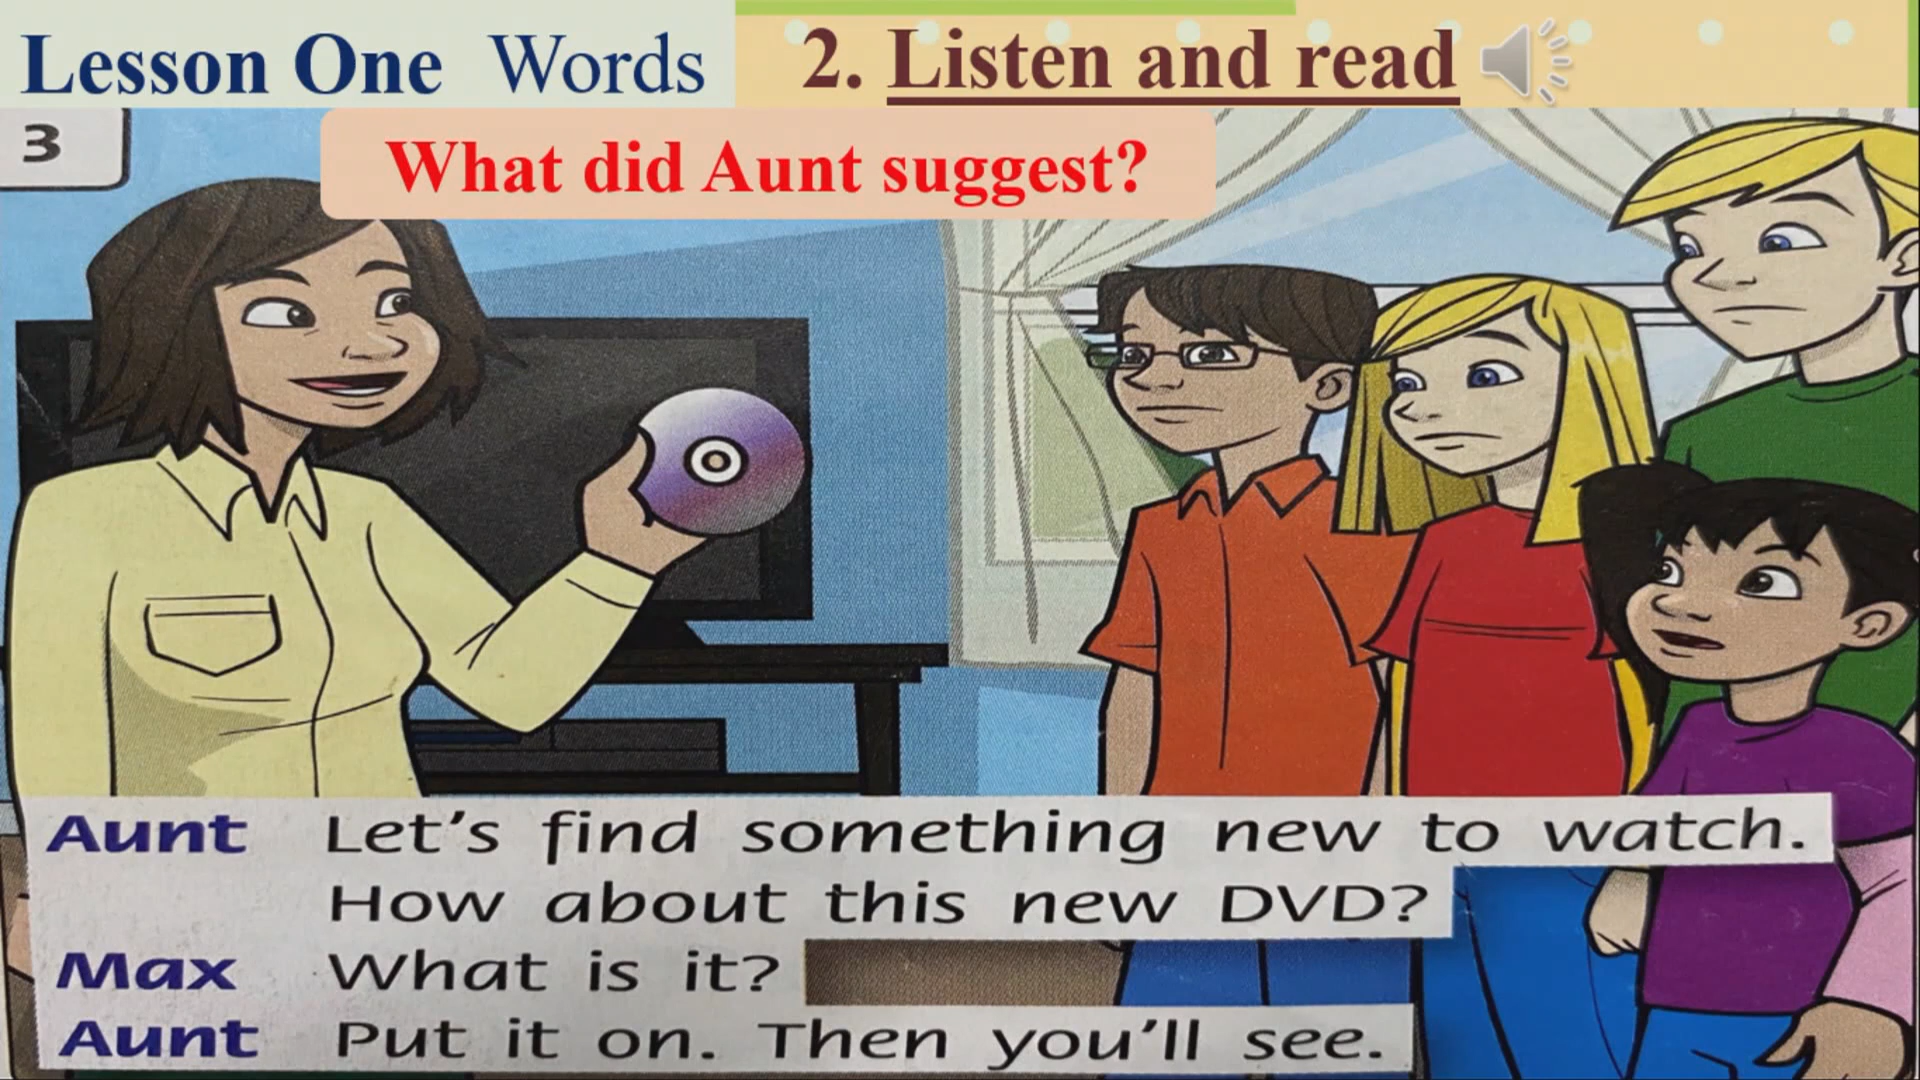 Lesson One Words
2. Listen and read
3
What did Aunt suggest?
Aunt Let's find something new to watch.
How about this new DVD?
Max What is it?
Aunt Put it on. Then you'll see.